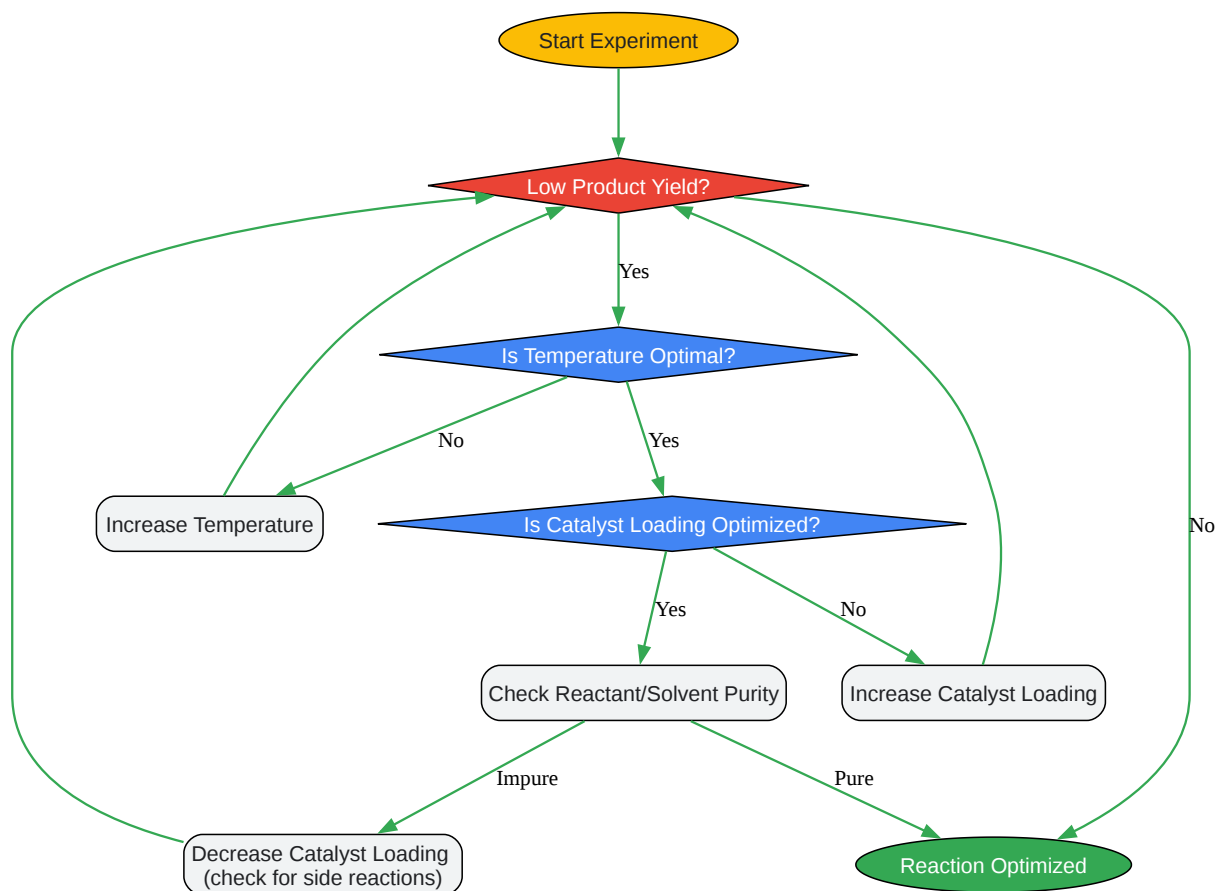 Start Experiment
Low Product Yield?
Yes
Is Temperature Optimal?
No
Yes
Increase Temperature
Is Catalyst Loading Optimized?
No
Yes
No
Check Reactant/Solvent Purity
Increase Catalyst Loading
Impure
Pure
Decrease Catalyst Loading
(check for side reactions)
Reaction Optimized